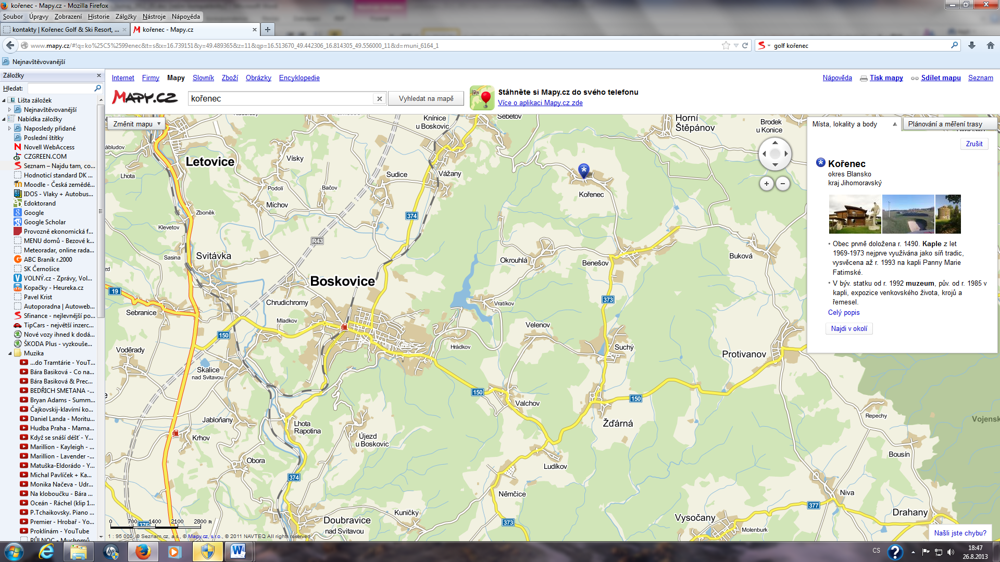 kořenec - Mapy.cz - Mozilla Firefox
Soubor Úpravy Zobrazení Historie Záložky Nástroje Nápověda
kontakty | Kořenec Golf & Ski Resort, ...
kořenec - Mapy.cz
www.mapy.cz/#!q=ko%25C5%2599enec&t=s&x=16.739151&y=49.489365&z=11&qp=16.513670_49.442306_16.814305_49.556000_11&d=muni_6164_1
golf kořenec
Nejnavštěvovanější
Záložky
Hledat:
Lišta záložek
Nejnavštěvovanější
Nabídka záložky
Naposledy přidané
Poslední štítky
Novell WebAccess
CZGREEN.COM
Seznam – Najdu tam, co...
Hodnotící standard DK ...
Moodle - Česká zemědě...
IDOS - Vlaky + Autobus...
Edoktorand
Google
Google Scholar
Provozně ekonomická f...
MENU domů - Bezové k...
Meteoradar, online rada...
ABC Braník r.2000
SK Černošice
VOLNÝ.cz - Zprávy, Vol...
Kopačky - Heureka.cz
Pavel Krist
Autoporadna | Autoweb...
Sfinance - nejlevnější po...
TipCars - největší inzerc...
Nové vozy ihned k dodá...
ŠKODA Plus - vyzkouše...
Muzika
...do Tramtárie - YouT...
Bára Basiková - Co na...
Bára Basiková & Prec...
BEDŘICH SMETANA -...
Bryan Adams - Summ...
Čajkovskij-klavírní ko...
Daniel Landa - Moritu...
Hudba Praha - Mama...
Když se snáší déšť - Y...
Marillion - Kayleigh - ...
Marillion - Lavender -...
Matuška-Eldorádo - Y...
Michal Pavlíček + Ka...
Monika Načeva - Udr...
Na kloboučku - Bára ...
Oceán - Ráchel (klip 1...
P.Tchaikovsky. Piano ...
Premier - Hrobař - Yo...
Proklínám - YouTube
PŮLNOC - Muchomů...
Internet Firmy Mapy Slovník Zboží Obrázky Encyklopedie
Nápověda Tisk mapy Sdílet mapu Seznam
MAPY.CZ
kořenec
Vyhledat na mapě
Stáhněte si Mapy.cz do svého telefonu
Více o aplikaci Mapy.cz zde
Změnit mapu
Knínice
u Boskovic
Šebetov
Horní
Štěpánov
Brodek
u Konice
Letovice
Vísky
Lhota
Sudice
Vážany
Podolí
Bačov
Míchov
Kořenec
Zboněk
374
Klevetov
R43
Svitávka
Sasina
Okrouhlá
Benešov
Buková
Boskovice
19
Chrudichromy
Vratíkov
373
Sebranice
Mladkov
150
Velenov
Hrádkov
Suchý
Voděrady
Protivanov
Skalice
nad Svitavou
150
Valchov
150
Jabloňany
Lhota
Rapotina
Žďárná
Repechy
Vojensk
Krhov
Újezd
u Boskovic
Bousín
Obora
Ludíkov
374
Němčice
Niva
377
Kuničky
Doubravice
nad Svitavou
373
Vysočany
Drahany
Molenburk
376
0 700 1400 2100 2800 m
1 : 95 000, © Seznam.cz, a.s., © Mapy.cz, s.r.o., © 2011 NAVTEQ All rights reserved
Místa, lokality a body
Plánování a měření trasy
Zrušit
Kořenec
okres Blansko
kraj Jihomoravský
• Obec prvně doložena r. 1490. Kaple z let
1969-1973 nejprve využívána jako síň tradic,
vysvěcena až r. 1993 na kapli Panny Marie
Fatimské.
• V býv. statku od r. 1992 muzeum, pův. od r. 1985 v
kapli, expozice venkovského života, krojů a
řemesel.
Celý popis
Najdi v okolí
Našli jste chybu?
CS
18:47
26.8.2013